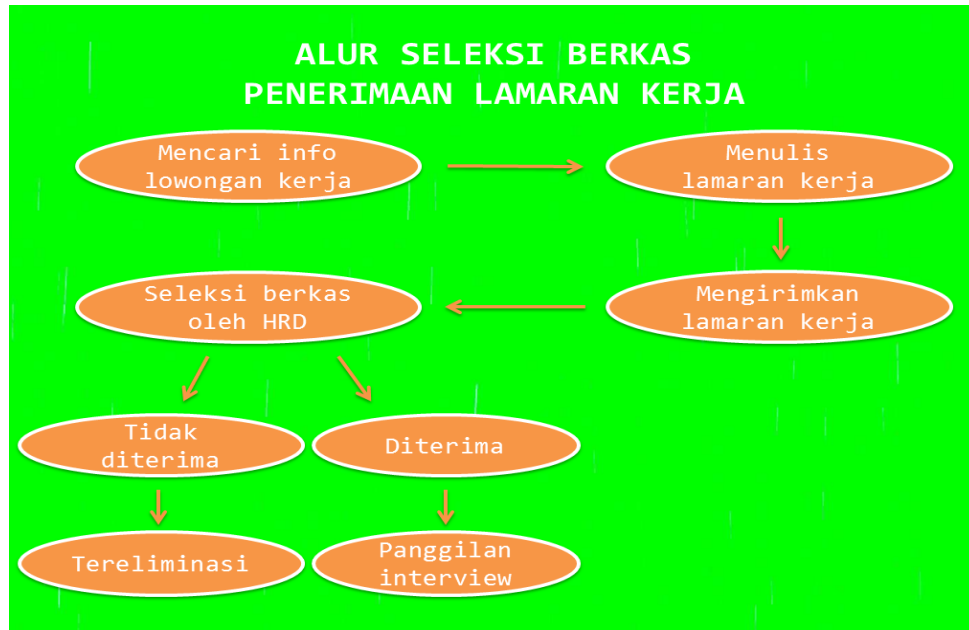 ALUR SELEKSI BERKAS
PENERIMAAN LAMARAN KERJA
Mencari info
lowongan kerja
Menulis
lamaran kerja
Mengirimkan
lamaran kerja
Seleksi berkas
oleh HRD
Tidak
diterima
Diterima
Tereliminasi
Panggilan
interview